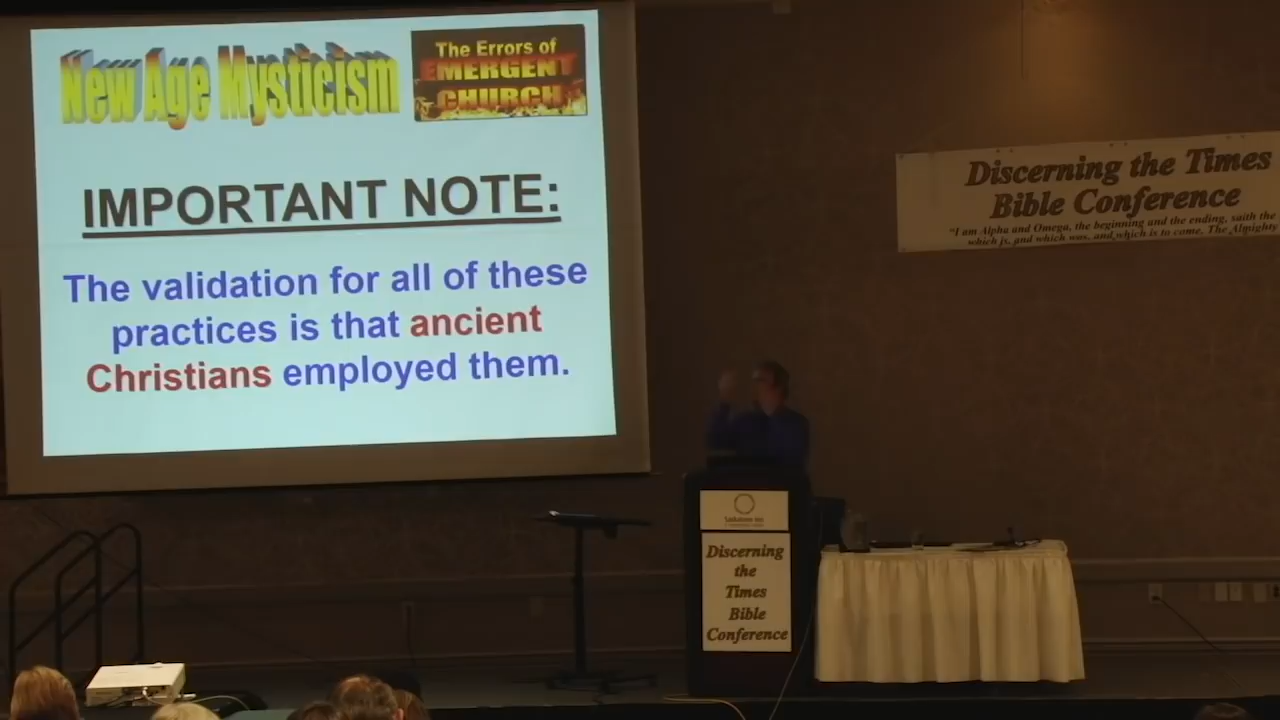 New Age Mysticism
The Errors of
EMERGENT
CHURCH
IMPORTANT NOTE:
The validation for all of these
practices is that ancient
Christians employed them.
Discerning the Times
Bible Conference
"I am Alpha and Omega, the beginning and the ending, saith the
which is, and which was, and which is to come, The Almighty
Saskatoon Inn
Discerning
the
Times
Bible
Conference